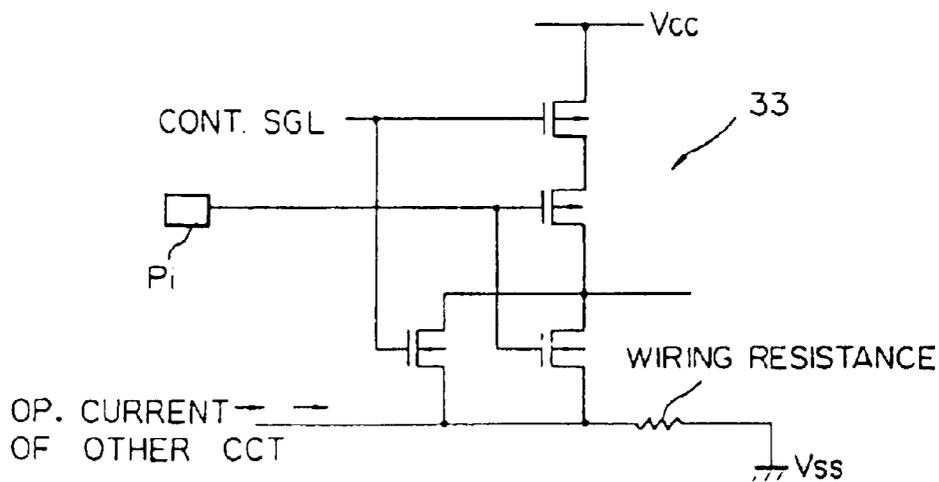 Vcc
CONT. SGL
33
Pi
WIRING RESISTANCE
OP. CURRENT
OF OTHER CCT
Vss